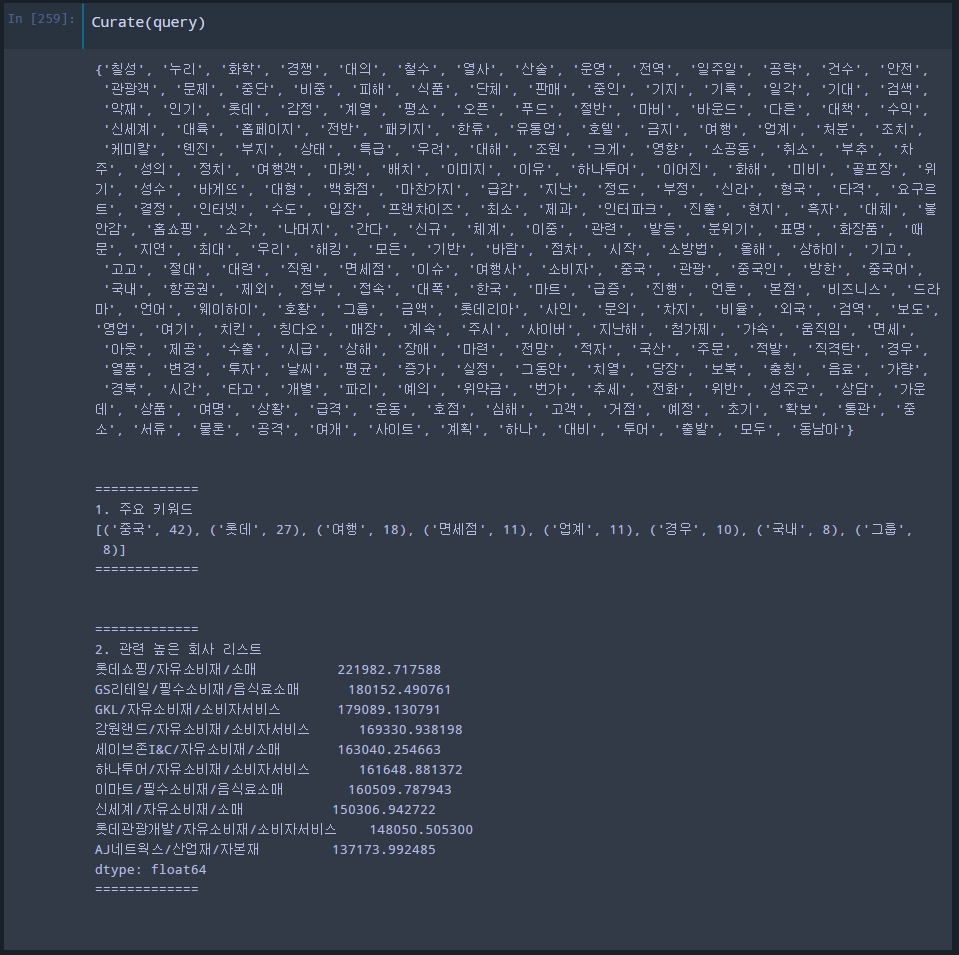 In [259]:
Curate(query)
{'칠성', '누리', '화학', '경쟁', '대의', '철수', '열사', '산술', '운영', '전역', '일주일', '공략', '건수', '안전',
'관광객', '문제', '중단', '비중', '피해', '식품', '단체', '판매', '중인', '기지', '기록', '일각', '기대', '검색',
'악재', '인기', '롯데', '감정', '계열', '평소', '오픈', '푸드', '절반', '마비', '바운드', '다른', '대책', '수익',
'신세계', '대륙', '홈페이지', '전반', '패키지', '한류', '유통업', '호텔', '금지', '여행', '업계', '처분', '조치',
'케미칼', '톈진', '부지', '상태', '특급', '우려', '대해', '조원', '크게', '영향', '소공동', '취소', '부추', '차
주', '성의', '정치', '여행객', '마켓', '배치', '이미지', '이유', '하나투어', '이어진', '화해', '미비', '골프장', '위
기', '성수', '바게뜨', '대형', '백화점', '마찬가지', '급감', '지난', '정도', '부정', '신라', '형국', '타격', '요구르
트', '결정', '인터넷', '수도', '입장', '프랜차이즈', '최소', '제과', '인터파크', '진출', '현지', '흑자', '대체', '불
안감', '홈쇼핑', '소각', '나머지', '간다', '신규', '체계', '이중', '관련', '발등', '분위기', '표명', '화장품', '때
문', '지연', '최대', '우리', '해킹', '모든', '기반', '바람', '점차', '시작', '소방법', '올해', '상하이', '기고',
'고고', '절대', '대련', '직원', '면세점', '이슈', '여행사', '소비자', '중국', '관광', '중국인', '방한', '중국어',
'국내', '항공권', '제외', '정부', '접속', '대폭', '한국', '마트', '급증', '진행', '언론', '본점', '비즈니스', '드라
마', '언어', '웨이하이', '호황', '그룹', '금액', '롯데리아', '사인', '문의', '차지', '비율', '외국', '검역', '보도',
'영업', '여기', '치킨', '칭다오', '매장', '계속', '주시', '사이버', '지난해', '첨가제', '가속', '움직임', '면세',
'아웃', '제공', '수출', '시급', '상해', '장애', '마련', '전망', '적자', '국산', '주문', '적발', '직격탄', '경우',
'열풍', '변경', '투자', '날씨', '평균', '증가', '실정', '그동안', '치열', '당장', '보복', '충칭', '음료', '가량',
'경북', '시간', '타고', '개별', '파리', '예의', '위약금', '번가', '추세', '전화', '위반', '성주군', '상담', '가운
데', '상품', '여명', '상황', '급격', '운동', '호점', '심해', '고객', '거점', '예정', '초기', '확보', '통관', '중
소', '서류', '물론', '공격', '여개', '사이트', '계획', '하나', '대비', '투어', '출발', '모두', '동남아'}
=============
1. 주요 키워드
[('중국', 42), ('롯데', 27), ('여행', 18), ('면세점', 11), ('업계', 11), ('경우', 10), ('국내', 8), ('그룹',
8)]
=============
=============
2. 관련 높은 회사 리스트
롯데쇼핑/자유소비재/소매 221982.717588
GS리테일/필수소비재/음식료소매 180152.490761
GKL/자유소비재/소비자서비스 179089.130791
강원랜드/자유소비재/소비자서비스 169330.938198
세이브존I&C/자유소비재/소매 163040.254663
하나투어/자유소비재/소비자서비스 161648.881372
이마트/필수소비재/음식료소매 160509.787943
신세계/자유소비재/소매 150306.942722
롯데관광개발/자유소비재/소비자서비스 148050.505300
AJ네트웍스/산업재/자본재 137173.992485
dtype: float64
=============